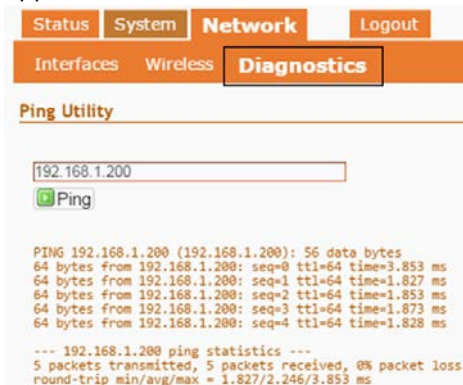 Status System Network Logout
Interfaces Wireless Diagnostics
Ping Utility
192.168.1.200
Ping
PING 192.168.1.200 (192.168.1.200): 56 data bytes
64 bytes from 192.168.1.200: seq=0 ttl=64 time=3.853 ms
64 bytes from 192.168.1.200: seq=1 ttl=64 time=1.827 ms
64 bytes from 192.168.1.200: seq=2 ttl=64 time=1.853 ms
64 bytes from 192.168.1.200: seq=3 ttl=64 time=1.873 ms
64 bytes from 192.168.1.200: seq=4 ttl=64 time=1.828 ms
--- 192.168.1.200 ping statistics ---
5 packets transmitted, 5 packets received, 0% packet loss
round-trip min/avg/max = 1.827/2.246/3.853 ms